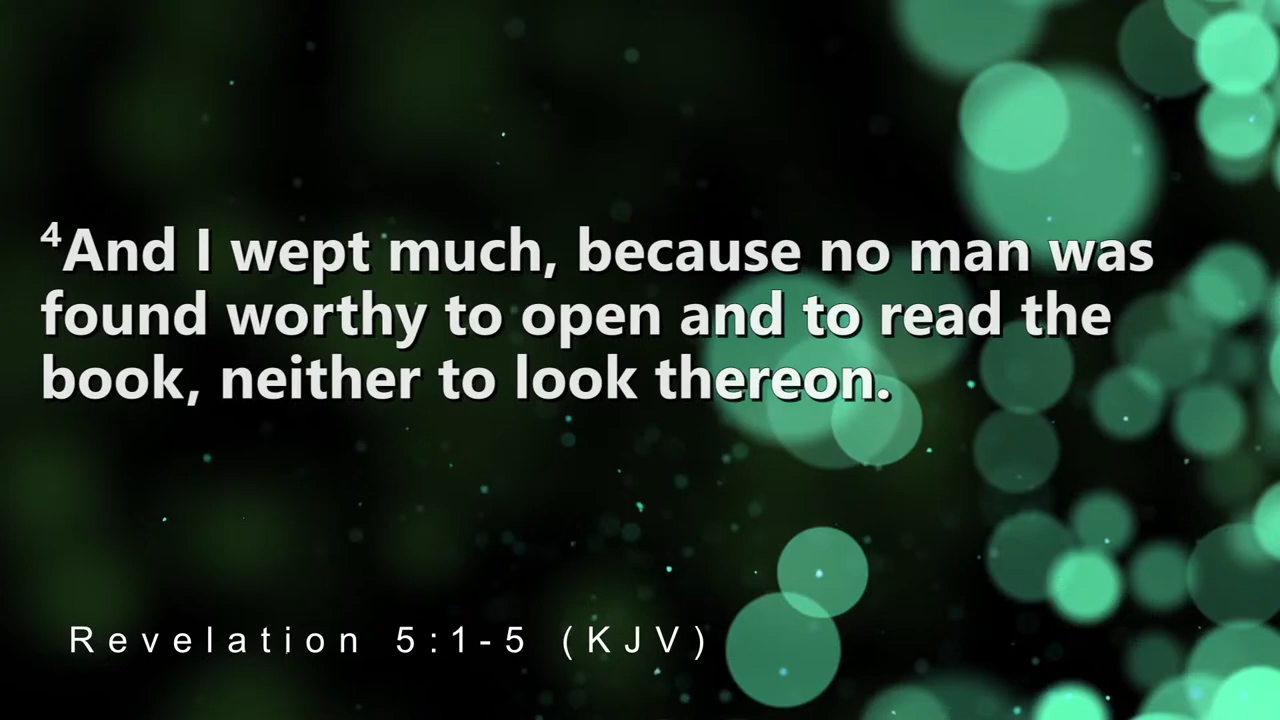 ⁴And I wept much, because no man was
found worthy to open and to read the
book, neither to look thereon.
Revelation 5:1-5 (KJV)